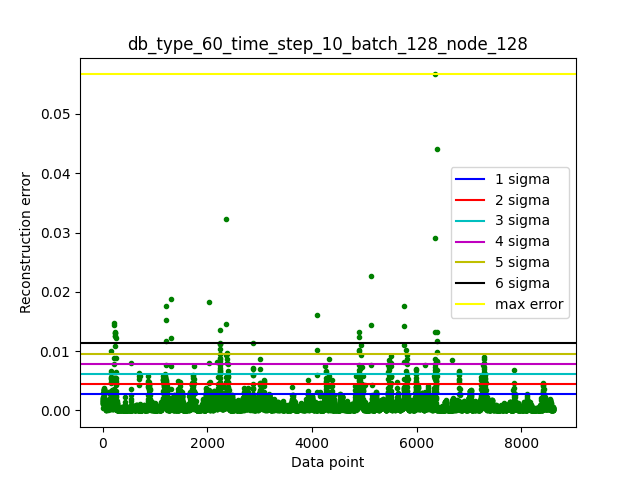 db_type_60_time_step_10_batch_128_node_128
Reconstruction error
0.05
0.04
0.03
0.02
0.01
0.00
1 sigma
2 sigma
3 sigma
4 sigma
5 sigma
6 sigma
max error
0 2000 4000 6000 8000
Data point